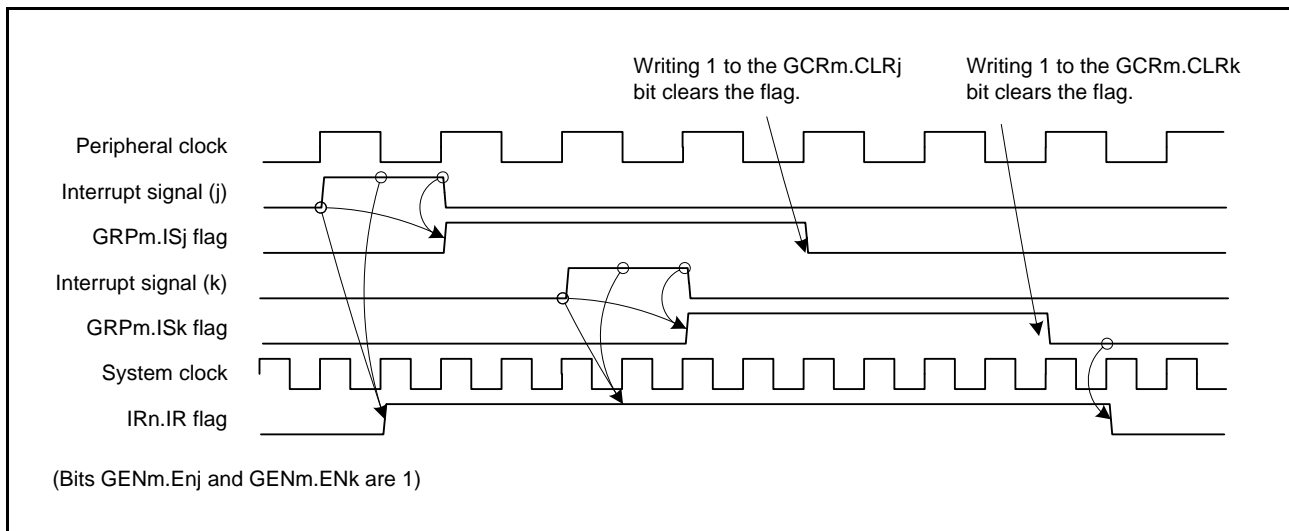 Writing 1 to the GCRm.CLRj
bit clears the flag.
Writing 1 to the GCRm.CLRk
bit clears the flag.
Peripheral clock
Interrupt signal (j)
GRPm.ISj flag
Interrupt signal (k)
GRPm.ISk flag
System clock
IRn.IR flag
(Bits GENm.Enj and GENm.ENk are 1)